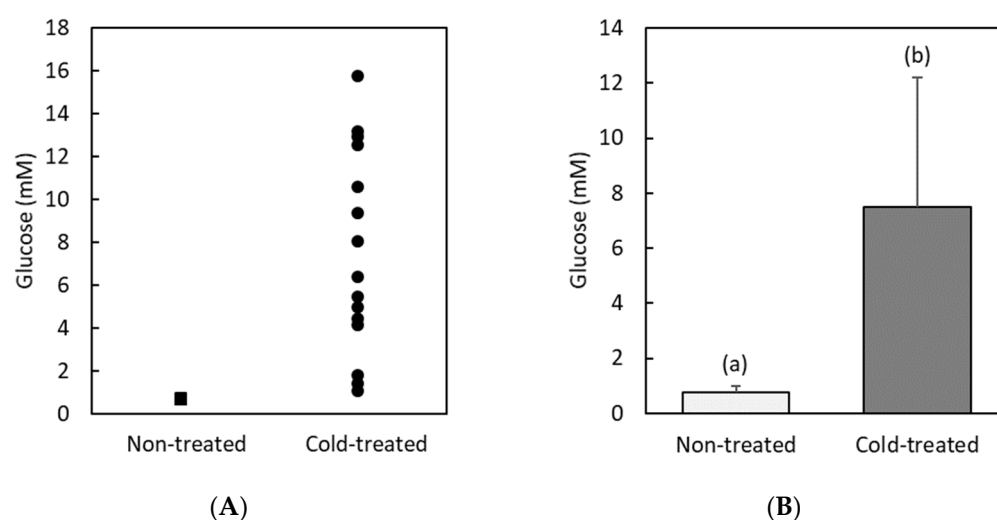 18
16
14
12
10
8
6
4
2
0
Glucose (mM)
Non-treated
Cold-treated
(A)
14
12
10
8
6
4
2
0
Glucose (mM)
(a)
(b)
Non-treated
Cold-treated
(B)